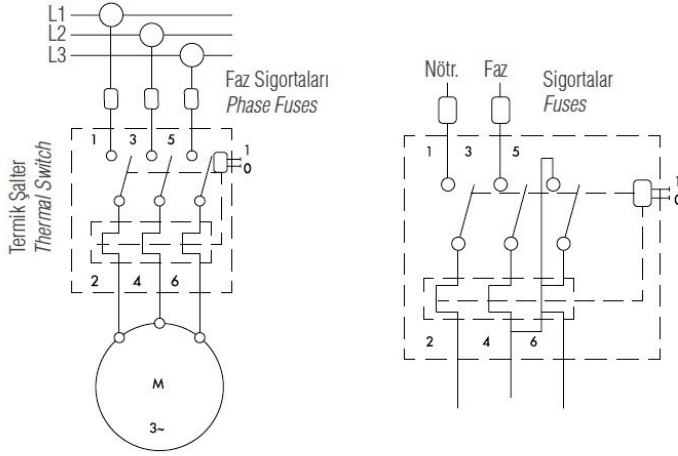 L1
L2
L3
Faz Sigortaları
Phase Fuses
1 3 5
1
0
Termik Şalter
Thermal Switch
2 4 6
M
3~
Nötr. Faz
Sigortalar
Fuses
1 3 5
1
0
2 4 6